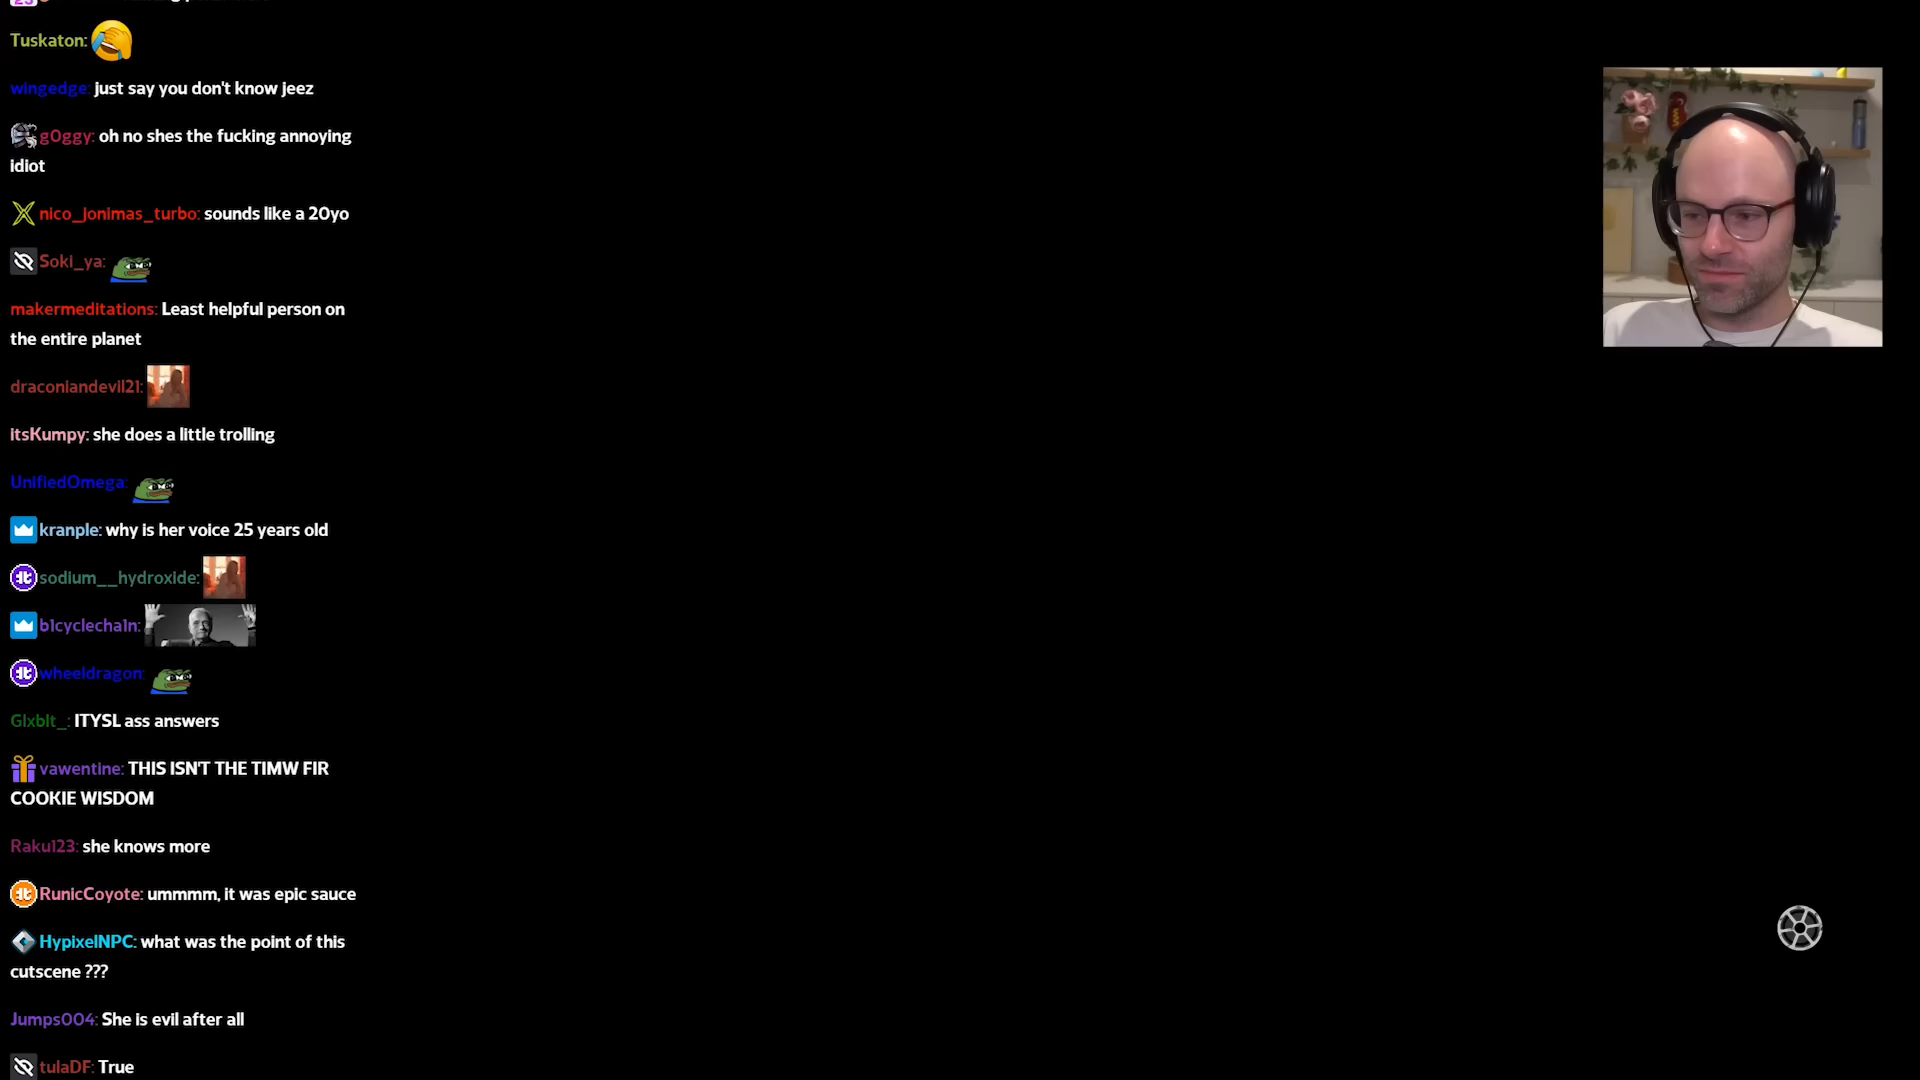 Tuskaton:
wingedge: just say you don't know jeez
g0ggy: oh no shes the fucking annoying
idiot
nico_jonimas_turbo: sounds like a 20yo
Soki_ya:
makermeditations: Least helpful person on
the entire planet
draconiandevil21:
itsKumpy: she does a little trolling
UnifiedOmega:
kranple: why is her voice 25 years old
sodium__hydroxide:
b1cyclecha1n:
wheeldragon:
Glxblt_: ITYSL ass answers
vawentine: THIS ISN'T THE TIMW FIR
COOKIE WISDOM
Raku123: she knows more
RunicCoyote: ummmm, it was epic sauce
HypixelNPC: what was the point of this
cutscene ???
Jumps004: She is evil after all
tulaDF: True